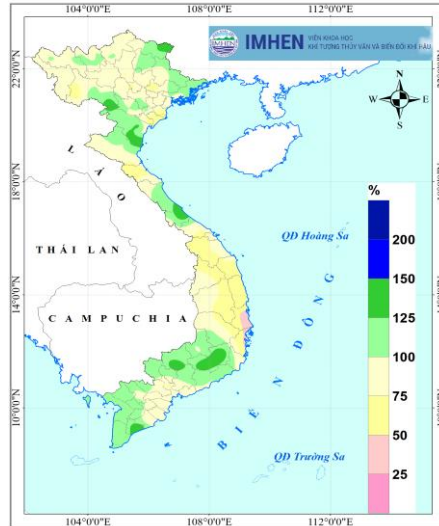 104°0'0"E 108°0'0"E 112°0'0"E
IMHEN
VIỆN KHOA HỌC
KHÍ TƯỢNG THỦY VĂN VÀ BIẾN ĐỔI KHÍ HẬU
N
W E
S
22°0'0"N
18°0'0"N
14°0'0"N
10°0'0"N
LÀO
THÁI LAN
CAMPUCHIA
QĐ Hoàng Sa
BIỂN ĐÔNG
QĐ Trường Sa
%
200
150
125
100
75
50
25
104°0'0"E 108°0'0"E 112°0'0"E